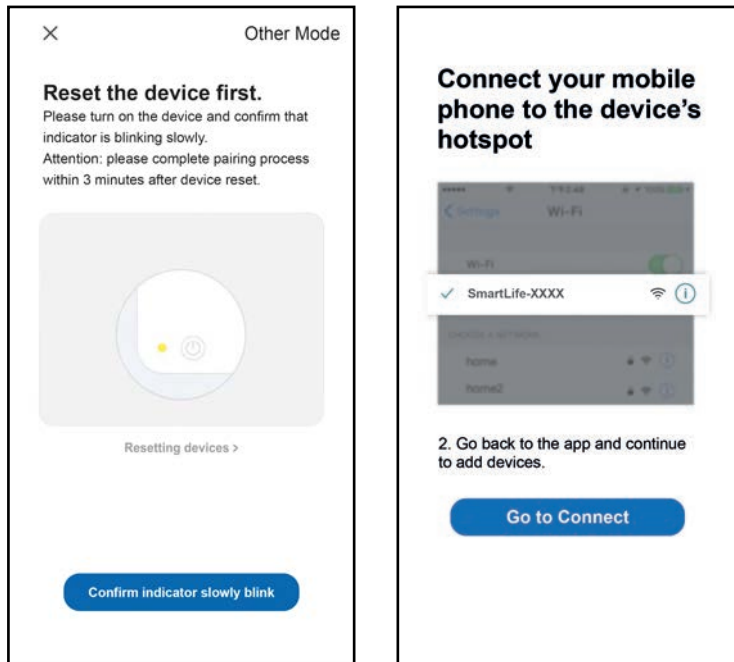 Other Mode
Reset the device first.
Please turn on the device and confirm that
indicator is blinking slowly.
Attention: please complete pairing process
within 3 minutes after device reset.
Resetting devices >
Confirm indicator slowly blink
Connect your mobile
phone to the device's
hotspot
Settings Wi-Fi
Wi-Fi
SmartLife-XXXX
CHOOSE A NETWORK
home
home2
2. Go back to the app and continue
to add devices.
Go to Connect